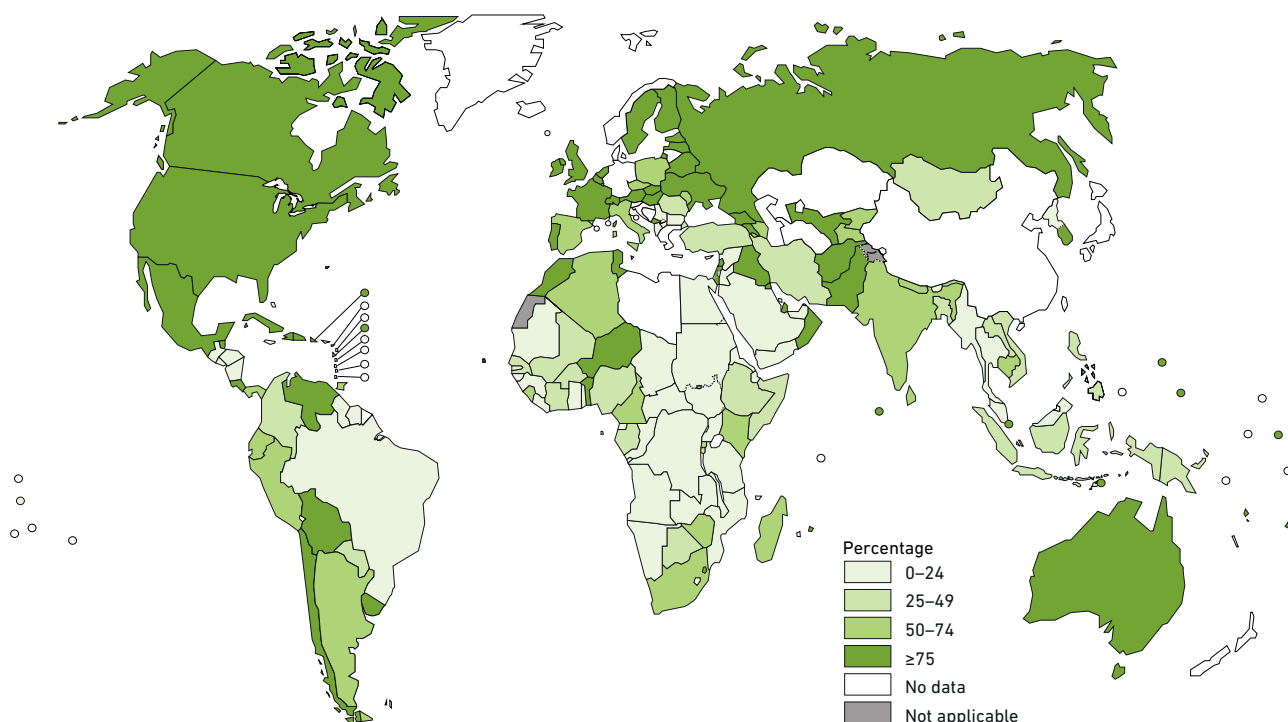 Percentage
0–24
25–49
50–74
≥75
No data
Not applicable